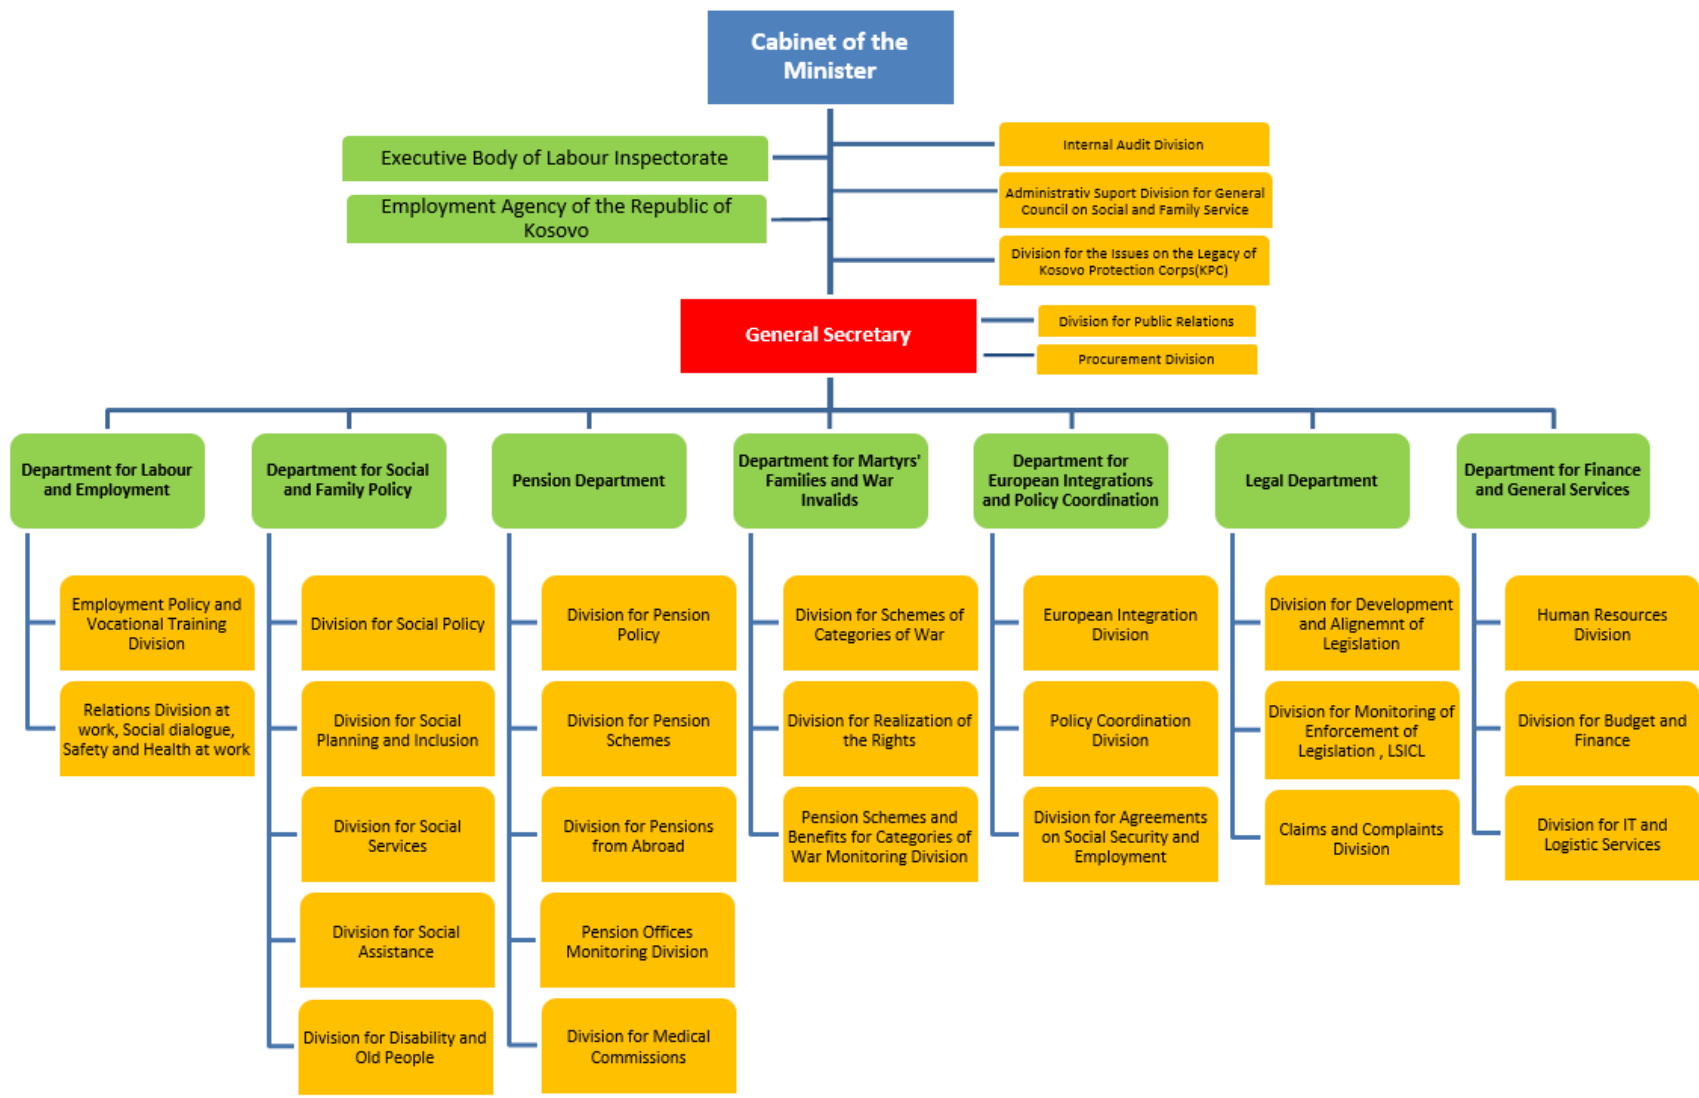 Cabinet of the
Minister
Executive Body of Labour Inspectorate
Employment Agency of the Republic of
Kosovo
Internal Audit Division
Administrativ Suport Division for General
Council on Social and Family Service
Division for the Issues on the Legacy of
Kosovo Protection Corps(KPC)
General Secretary
Division for Public Relations
Procurement Division
Department for Labour
and Employment
Department for Social
and Family Policy
Pension Department
Department for Martyrs'
Families and War
Invalids
Department for
European Integrations
and Policy Coordination
Legal Department
Department for Finance
and General Services
Employment Policy and
Vocational Training
Division
Relations Division at
work, Social dialogue,
Safety and Health at work
Division for Social Policy
Division for Social
Planning and Inclusion
Division for Social
Services
Division for Social
Assistance
Division for Disability and
Old People
Division for Pension
Policy
Division for Pension
Schemes
Division for Pensions
from Abroad
Pension Offices
Monitoring Division
Division for Medical
Commissions
Division for Schemes of
Categories of War
Division for Realization of
the Rights
Pension Schemes and
Benefits for Categories of
War Monitoring Division
European Integration
Division
Policy Coordination
Division
Division for Agreements
on Social Security and
Employment
Division for Development
and Alignemnt of
Legislation
Division for Monitoring of
Enforcement of
Legislation , LSICL
Claims and Complaints
Division
Human Resources
Division
Division for Budget and
Finance
Division for IT and
Logistic Services